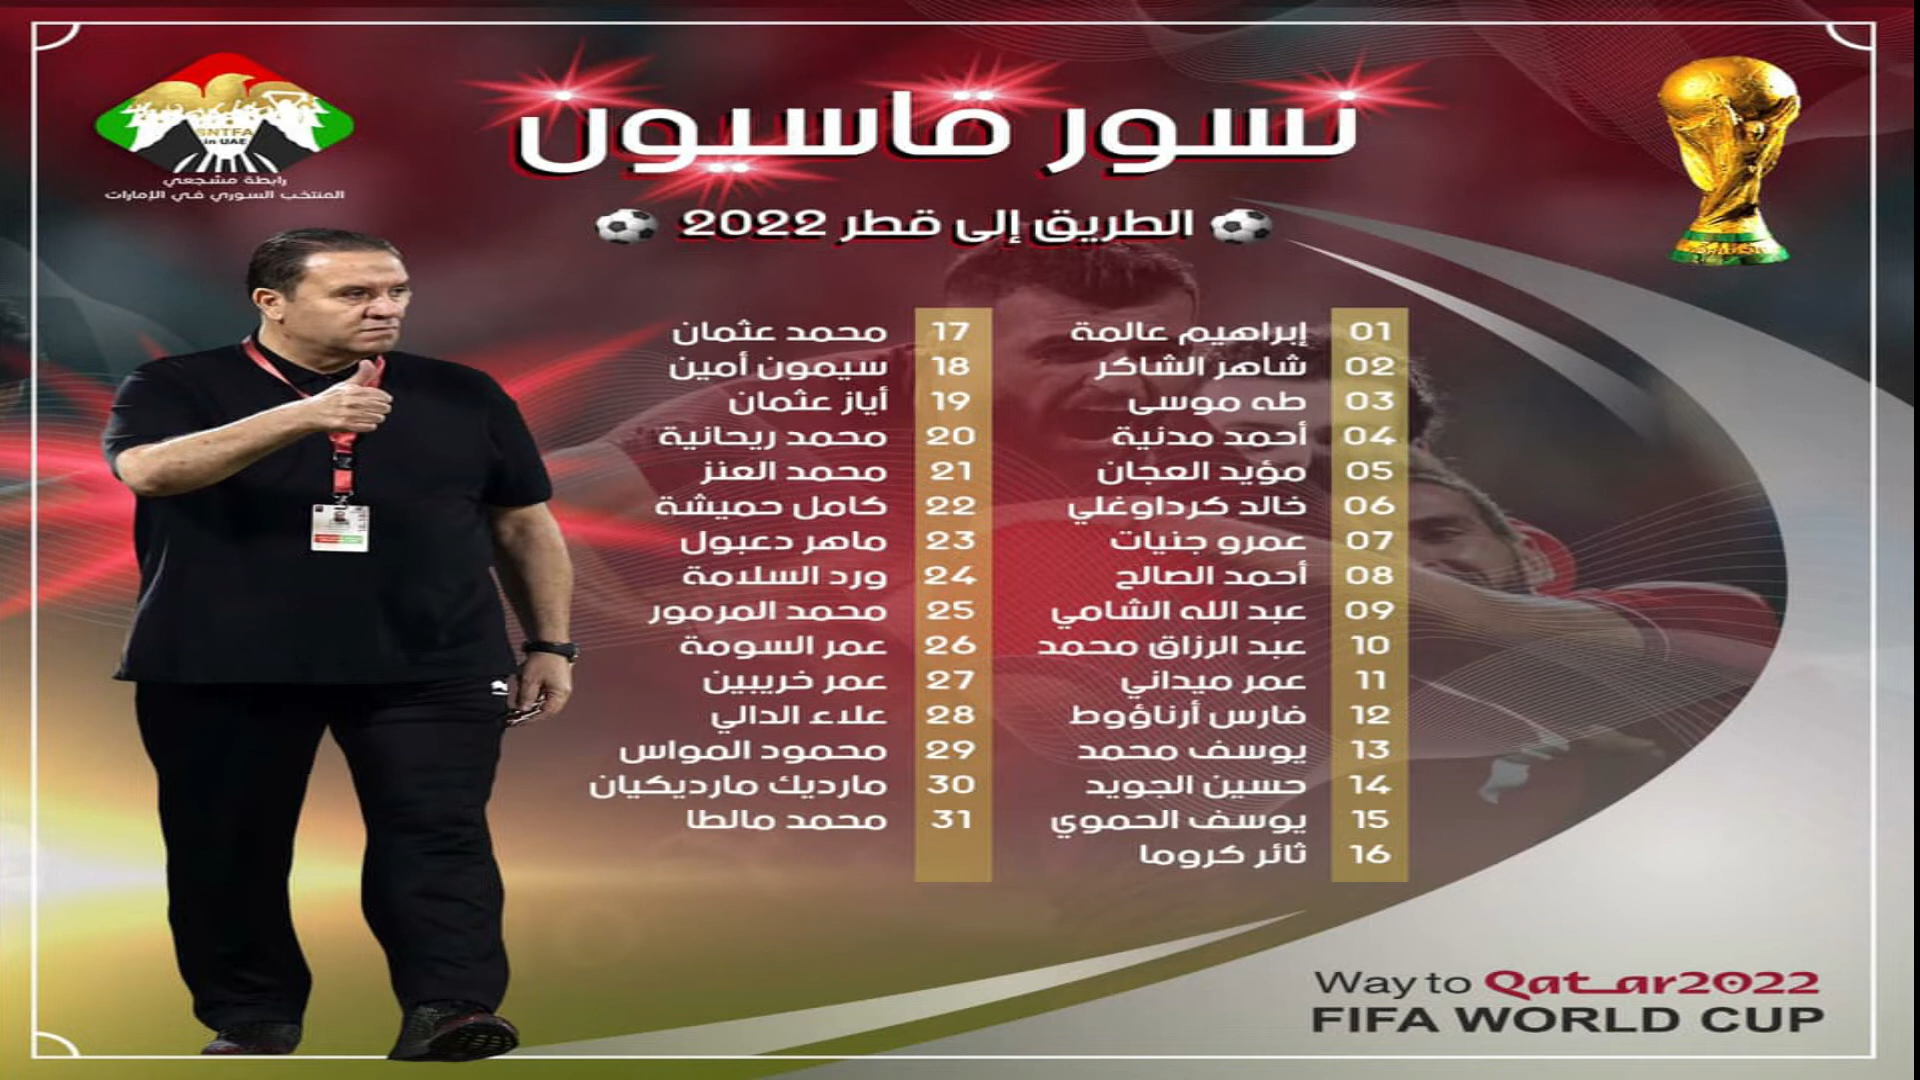 نسور قاسيون
الطريق إلى قطر 2022
SNTFA
in UAE
رابطة مشجعي
المنتخب السوري في الإمارات
01 إبراهيم عالمة
02 شاهر الشاكر
03 طه موسى
04 أحمد مدنية
05 مؤيد العجان
06 خالد كرداوغلي
07 عمرو جنيات
08 أحمد الصالح
09 عبد الله الشامي
10 عبد الرزاق محمد
11 عمر ميداني
12 فارس أرناؤوط
13 يوسف محمد
14 حسين الجويد
15 يوسف الحموي
16 ثائر كروما
17 محمد عثمان
18 سيمون أمين
19 أياز عثمان
20 محمد ريحانية
21 محمد العنز
22 كامل حميشة
23 ماهر دعبول
24 ورد السلامة
25 محمد المرمور
26 عمر السومة
27 عمر خريبين
28 علاء الدالي
29 محمود المواس
30 مارديك مارديكيان
31 محمد مالطا
Way to Qatar2022
FIFA WORLD CUP